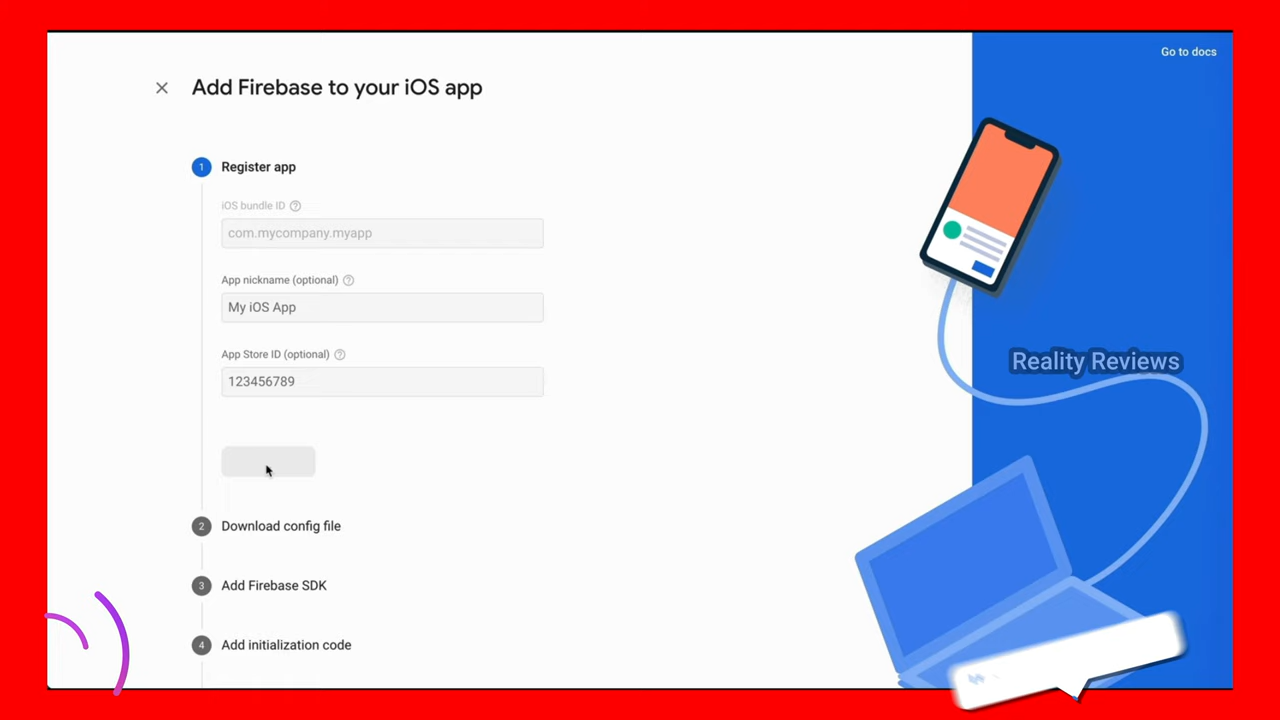 Go to docs
Add Firebase to your iOS app
1 Register app
iOS bundle ID ?
com.mycompany.myapp
App nickname (optional) ?
My iOS App
App Store ID (optional) ?
123456789
Reality Reviews
2 Download config file
3 Add Firebase SDK
4 Add initialization code